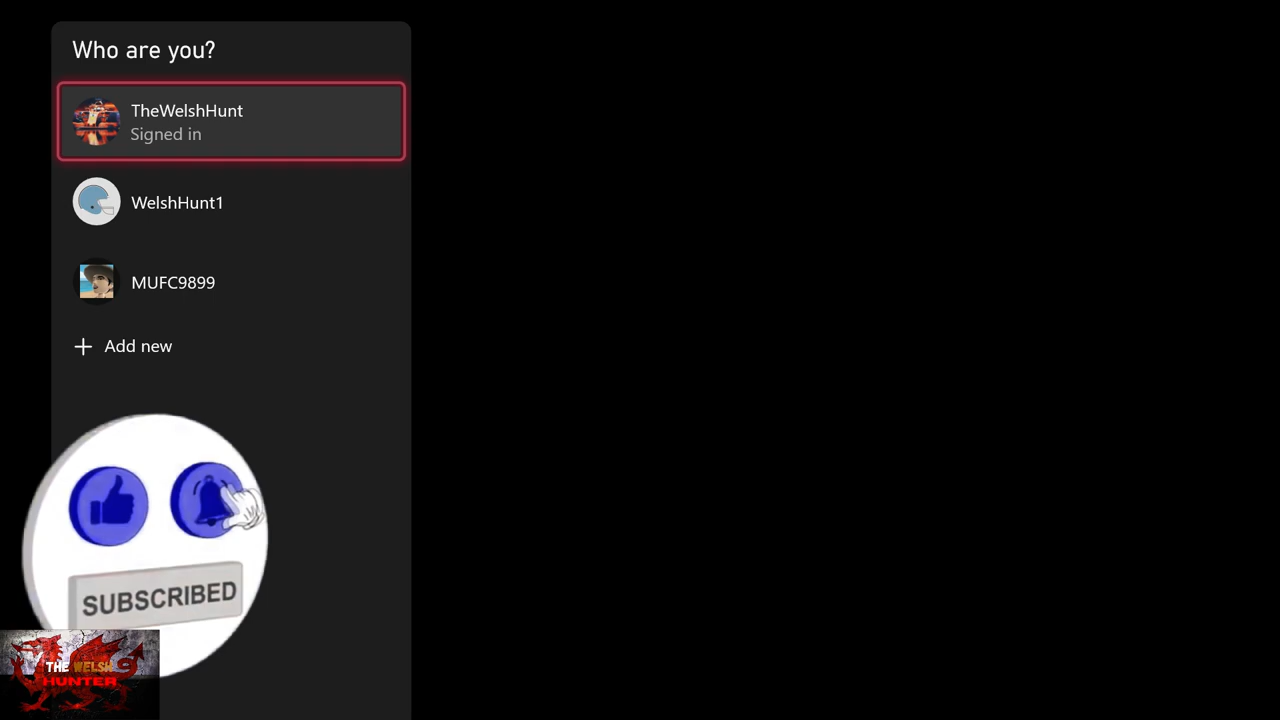 Who are you?
TheWelshHunt
Signed in
WelshHunt1
MUFC9899
Add new
SUBSCRIBED
THE WELSH
HUNTER